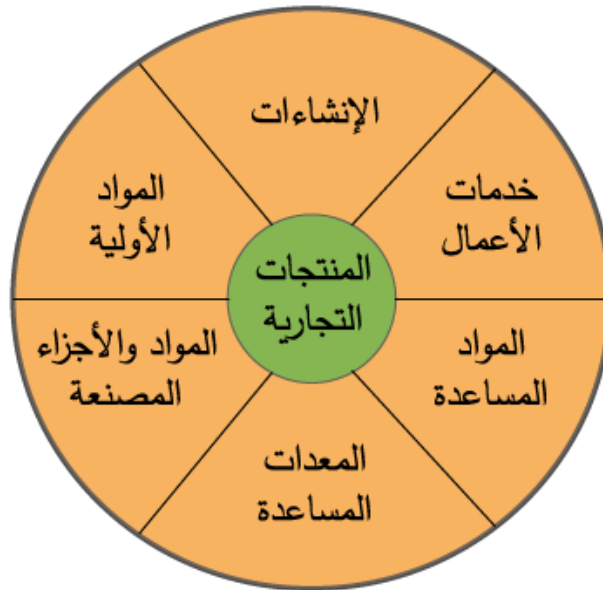 الإنشاءات
خدمات
الأعمال
المواد
المساعدة
المعدات
المساعدة
المواد والأجزاء
المصنعة
المواد
الأولية
المنتجات
التجارية